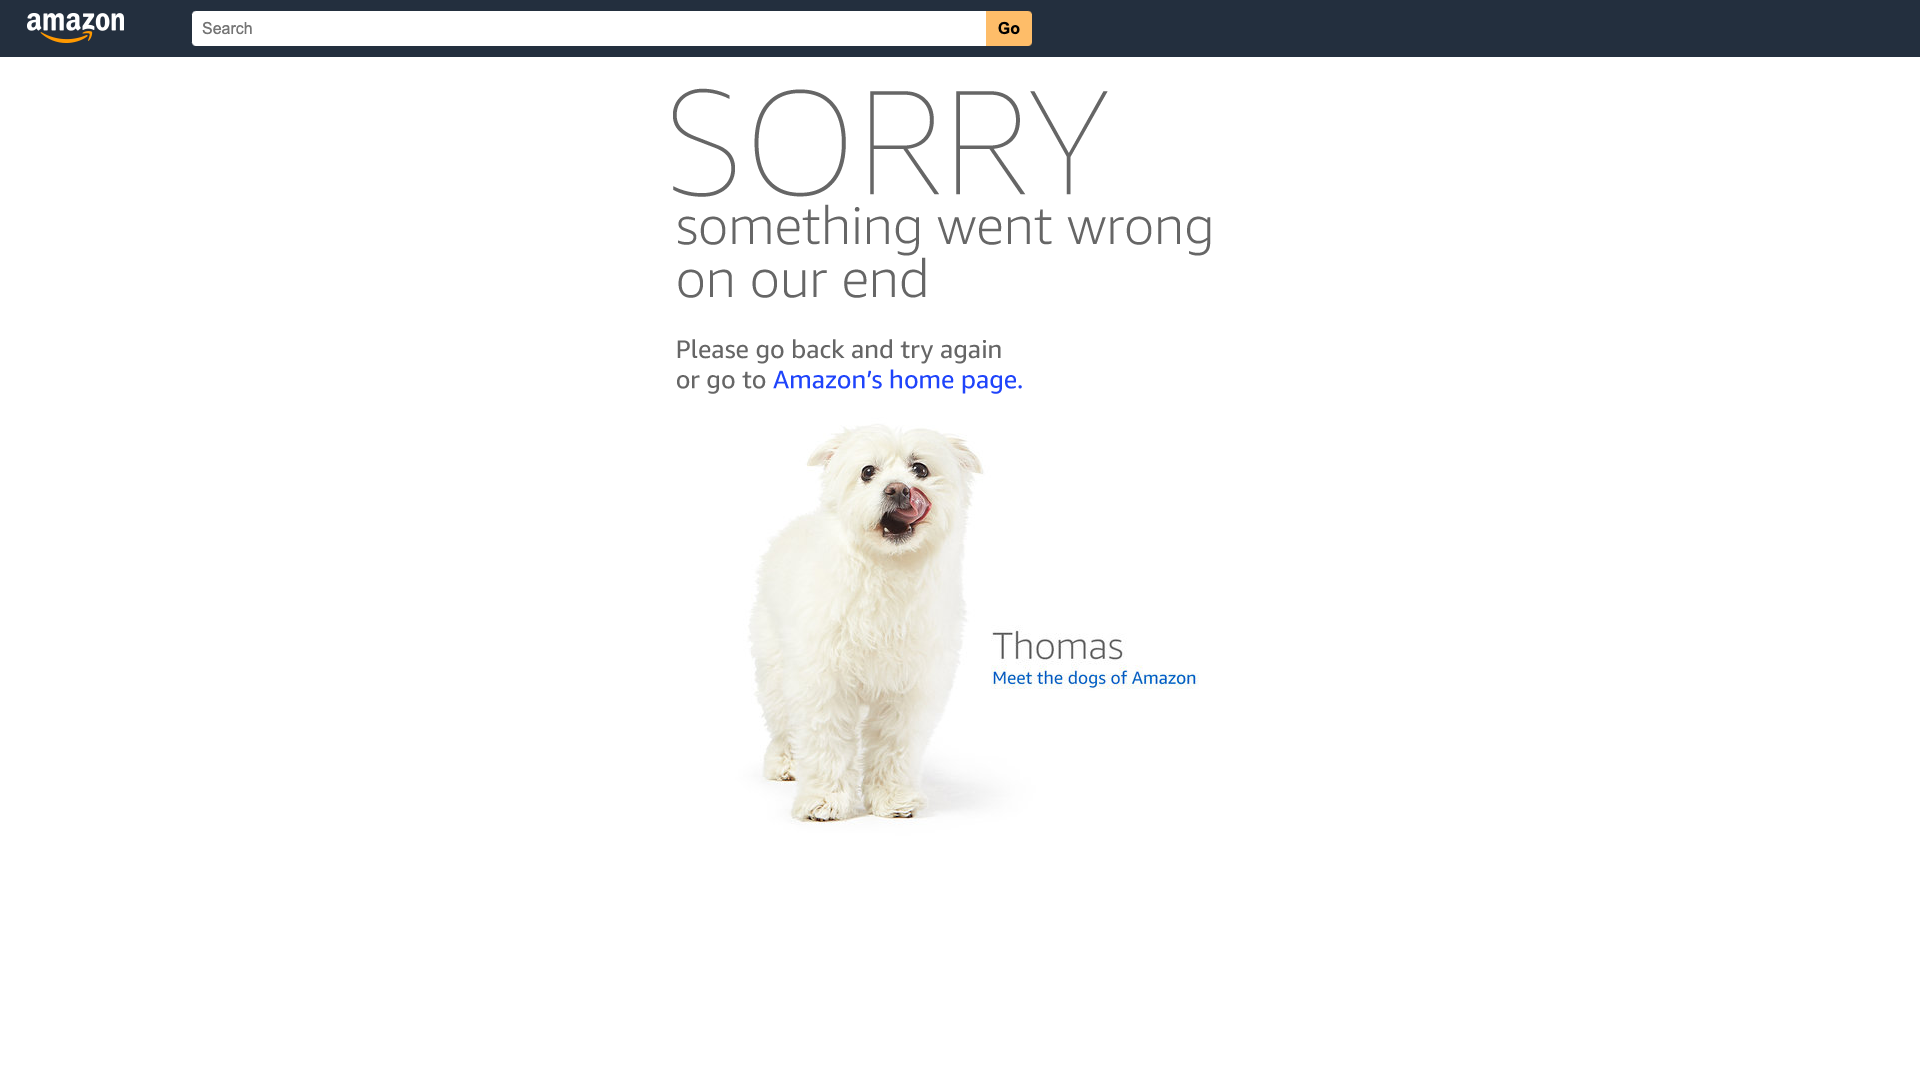 amazon
Search
Go
SORRY
something went wrong
on our end
Please go back and try again
or go to Amazon’s home page.
Thomas
Meet the dogs of Amazon